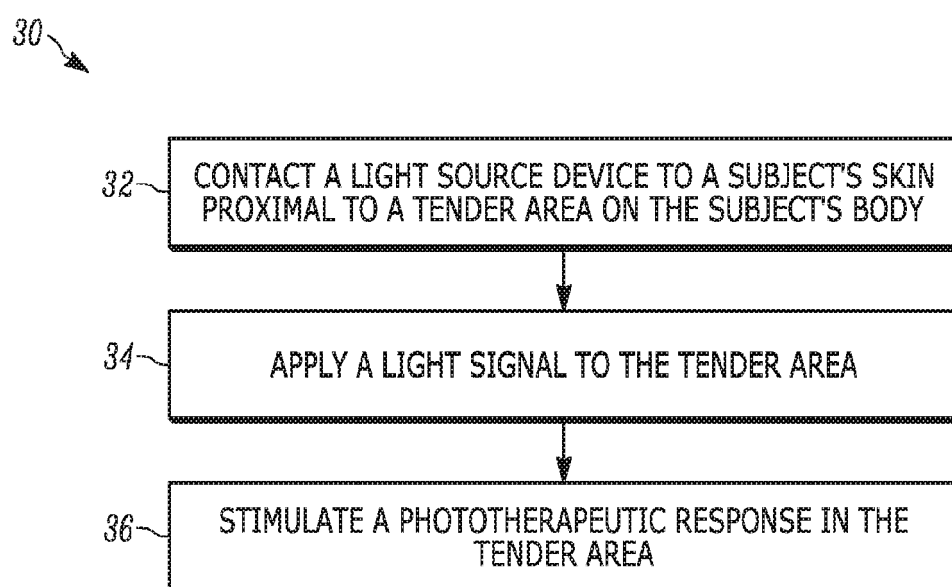 30
32
CONTACT A LIGHT SOURCE DEVICE TO A SUBJECT'S SKIN
PROXIMAL TO A TENDER AREA ON THE SUBJECT'S BODY
34
APPLY A LIGHT SIGNAL TO THE TENDER AREA
36
STIMULATE A PHOTOTHERAPEUTIC RESPONSE IN THE
TENDER AREA